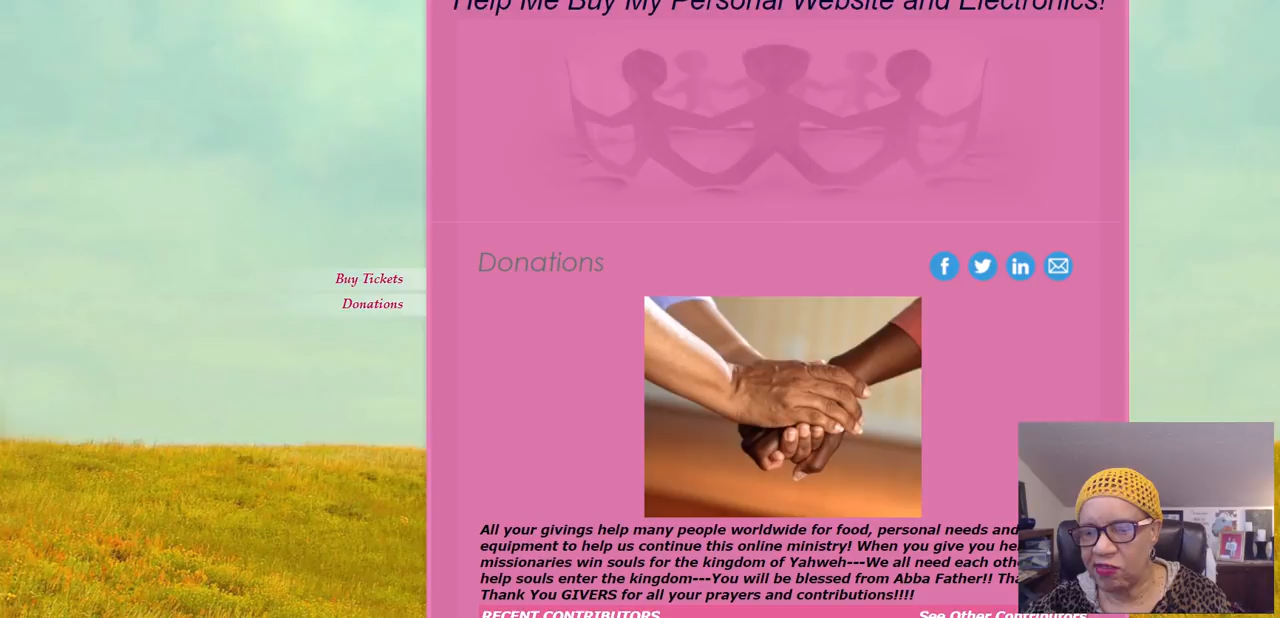 Help Me Buy My Personal Website and Electronics!
Buy Tickets
Donations
Donations
All your givings help many people worldwide for food, personal needs and
equipment to help us continue this online ministry! When you give you
missionaries win souls for the kingdom of Yahweh---We all need each
help souls enter the kingdom---You will be blessed from Abba Father!!
Thank You GIVERS for all your prayers and contributions!!!!
RECENT CONTRIBUTORS
See Other Contributors